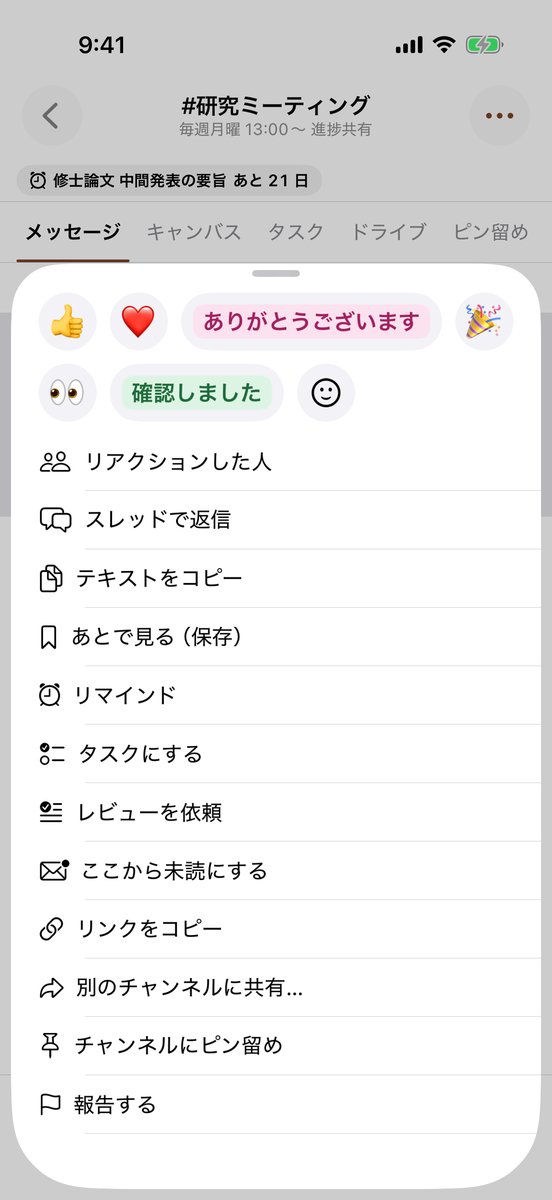 9:41
#研究ミーティング
毎週月曜 13:00〜 進捗共有
修士論文 中間発表の要旨 あと 21 日
メッセージ キャンバス タスク ドライブ ピン留め
ありがとうございます
確認しました
リアクションした人
スレッドで返信
テキストをコピー
あとで見る（保存）
リマインド
タスクにする
レビューを依頼
ここから未読にする
リンクをコピー
別のチャンネルに共有...
チャンネルにピン留め
報告する